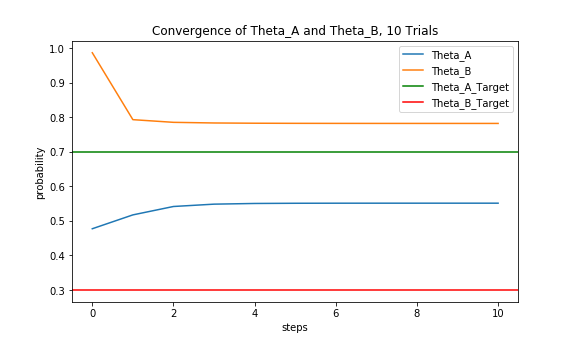 Convergence of Theta_A and Theta_B, 10 Trials
1.0
0.9
0.8
0.7
0.6
0.5
0.4
0.3
probability
Theta_A
Theta_B
Theta_A_Target
Theta_B_Target
0 2 4 6 8 10
steps